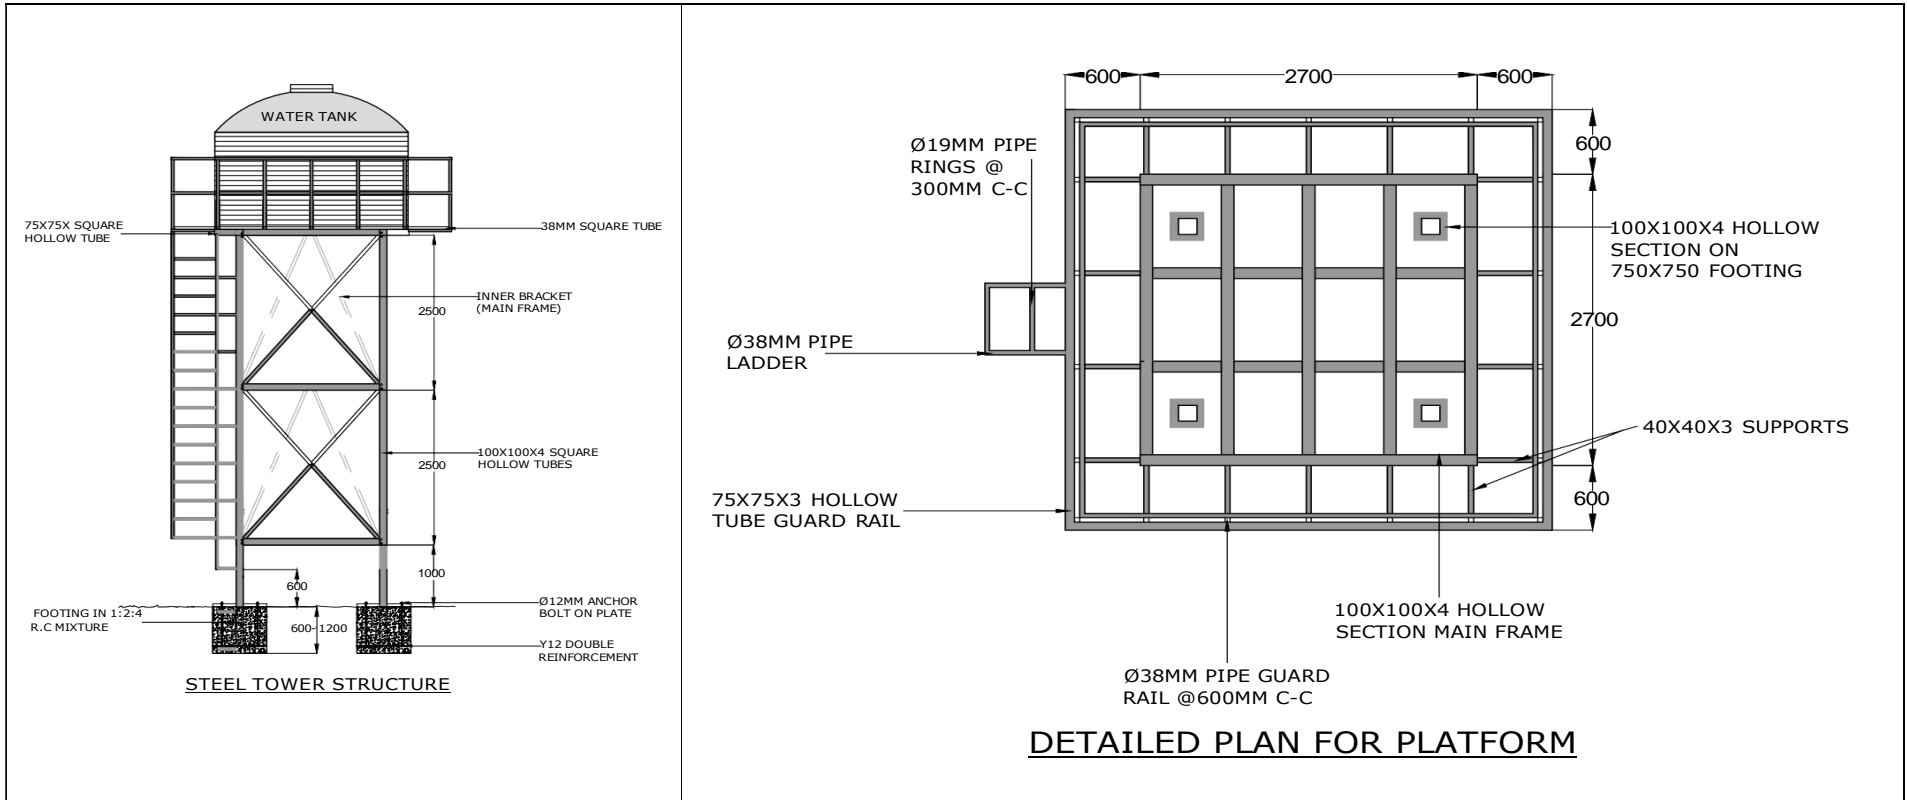 WATER TANK
75X75X SQUARE
HOLLOW TUBE
38MM SQUARE TUBE
INNER BRACKET
(MAIN FRAME)
2500
100X100X4 SQUARE
HOLLOW TUBES
2500
1000
600
FOOTING IN 1:2:4
R.C MIXTURE
600-1200
Ø12MM ANCHOR
BOLT ON PLATE
Y12 DOUBLE
REINFORCEMENT
STEEL TOWER STRUCTURE
600
2700
600
Ø19MM PIPE
RINGS @
300MM C-C
600
100X100X4 HOLLOW
SECTION ON
750X750 FOOTING
2700
Ø38MM PIPE
LADDER
40X40X3 SUPPORTS
75X75X3 HOLLOW
TUBE GUARD RAIL
600
100X100X4 HOLLOW
SECTION MAIN FRAME
Ø38MM PIPE GUARD
RAIL @600MM C-C
DETAILED PLAN FOR PLATFORM